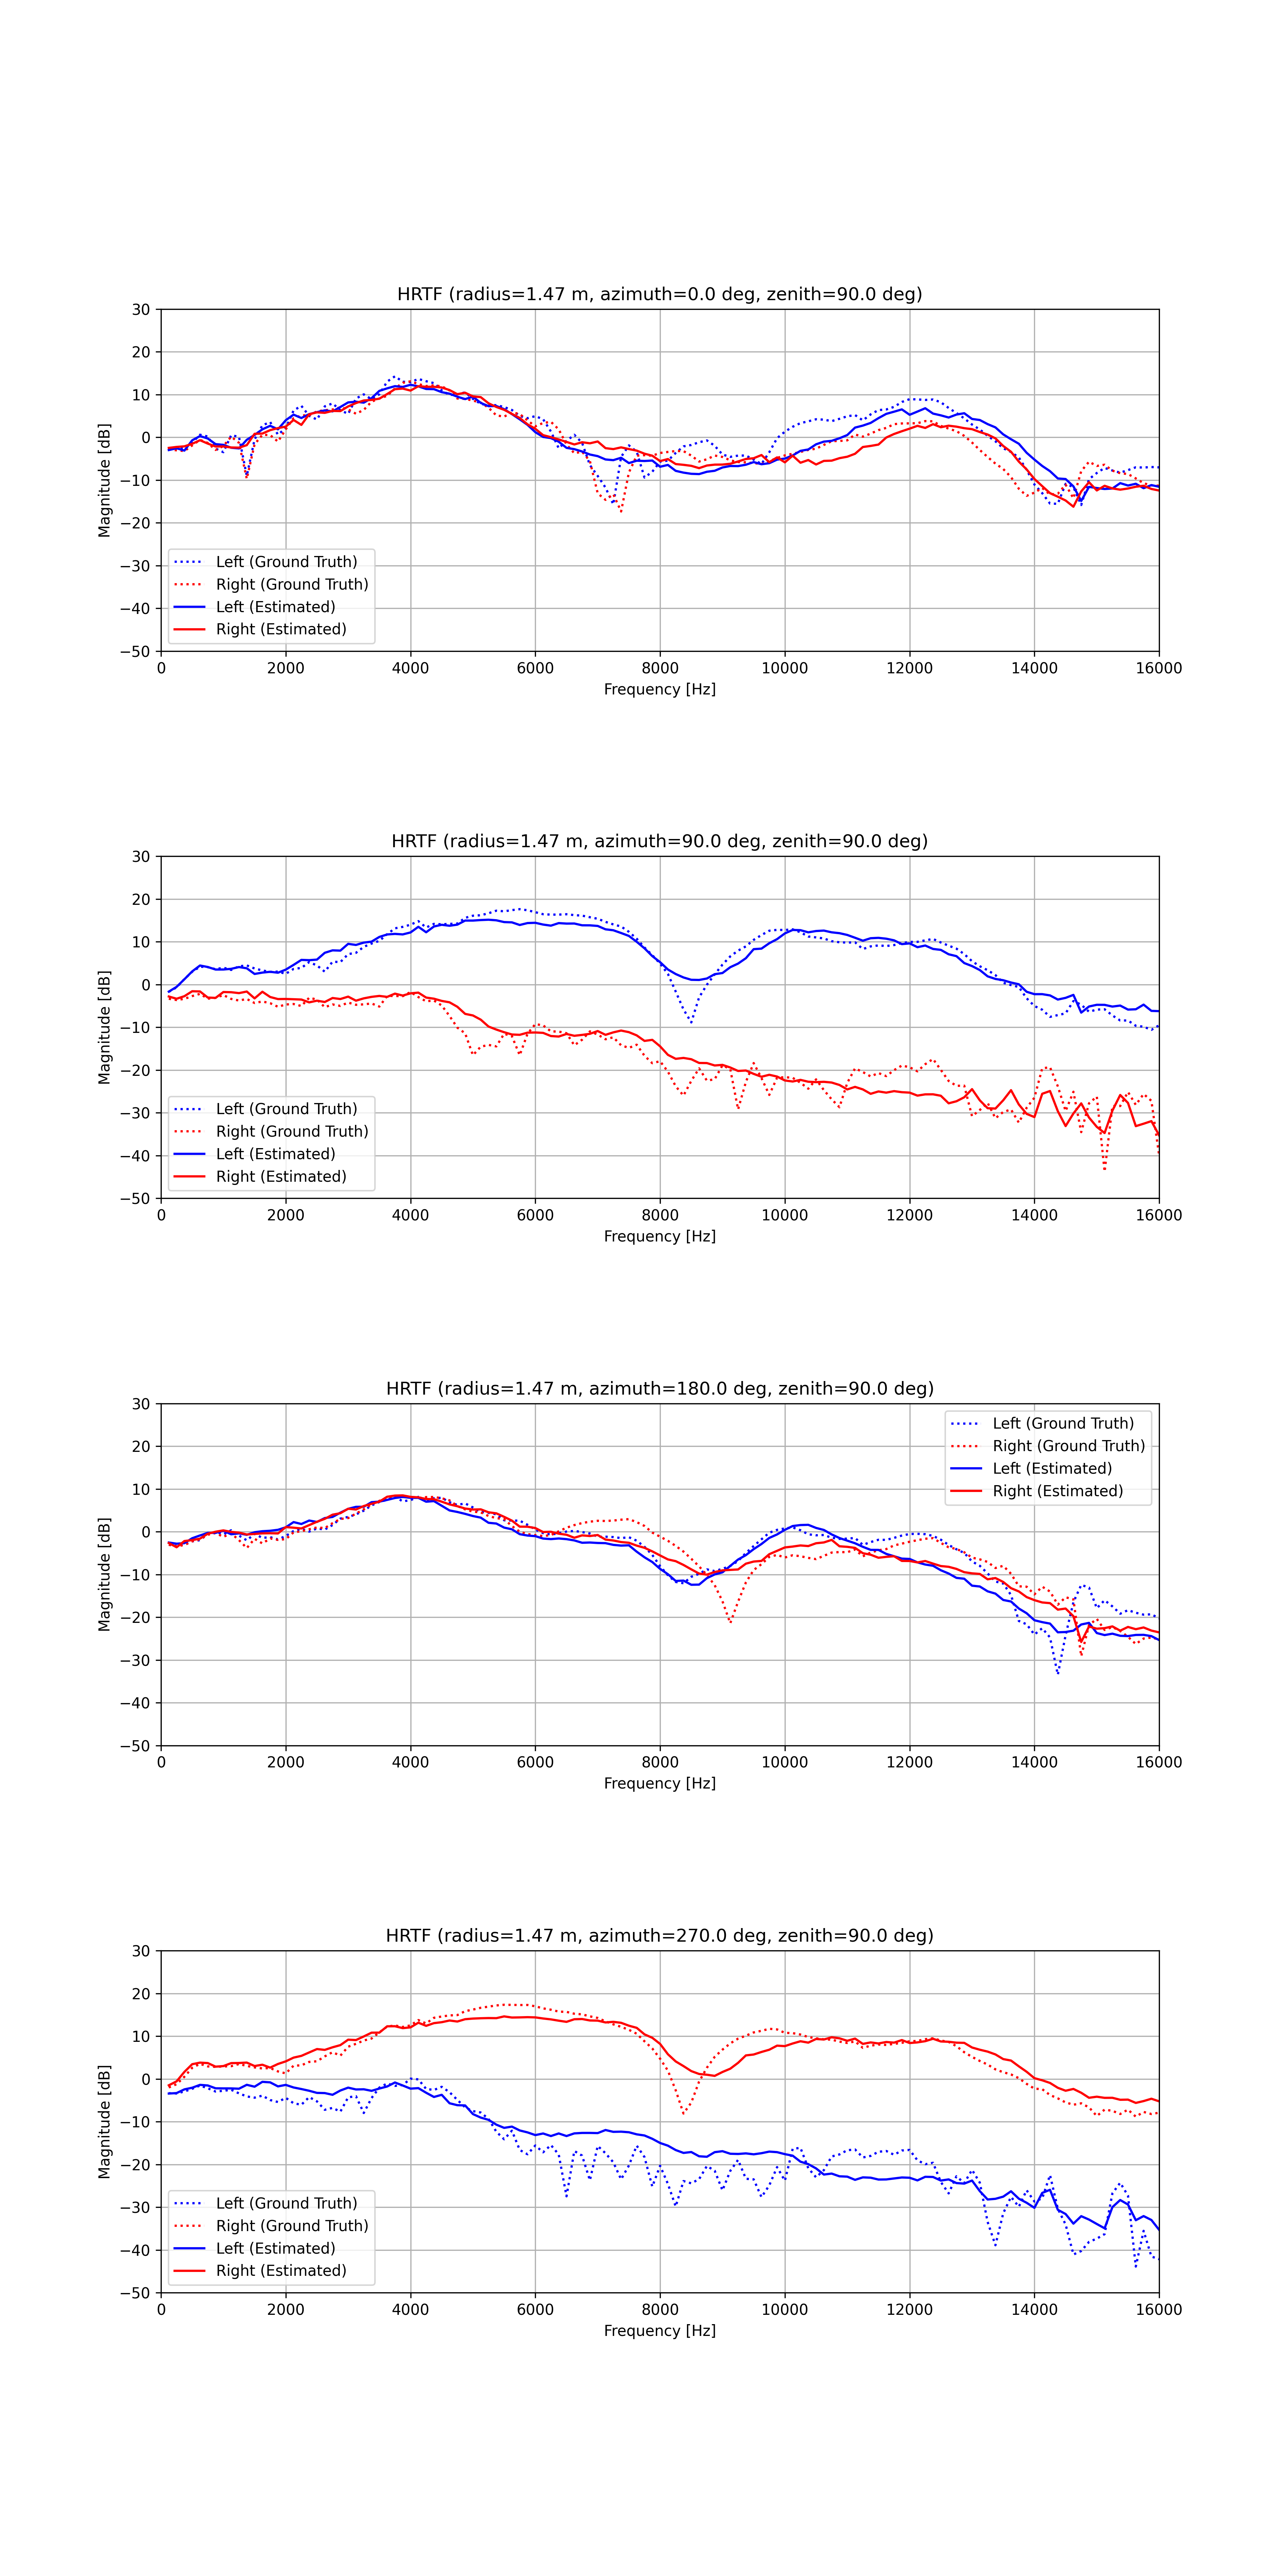 HRTF (radius=1.47 m, azimuth=0.0 deg, zenith=90.0 deg)
30
20
10
0
−10
−20
−30
−40
−50
Magnitude [dB]
Left (Ground Truth)
Right (Ground Truth)
Left (Estimated)
Right (Estimated)
0 2000 4000 6000 8000 10000 12000 14000 16000
Frequency [Hz]
HRTF (radius=1.47 m, azimuth=90.0 deg, zenith=90.0 deg)
30
20
10
0
−10
−20
−30
−40
−50
Magnitude [dB]
Left (Ground Truth)
Right (Ground Truth)
Left (Estimated)
Right (Estimated)
0 2000 4000 6000 8000 10000 12000 14000 16000
Frequency [Hz]
HRTF (radius=1.47 m, azimuth=180.0 deg, zenith=90.0 deg)
30
20
10
0
−10
−20
−30
−40
−50
Magnitude [dB]
Left (Ground Truth)
Right (Ground Truth)
Left (Estimated)
Right (Estimated)
0 2000 4000 6000 8000 10000 12000 14000 16000
Frequency [Hz]
HRTF (radius=1.47 m, azimuth=270.0 deg, zenith=90.0 deg)
30
20
10
0
−10
−20
−30
−40
−50
Magnitude [dB]
Left (Ground Truth)
Right (Ground Truth)
Left (Estimated)
Right (Estimated)
0 2000 4000 6000 8000 10000 12000 14000 16000
Frequency [Hz]